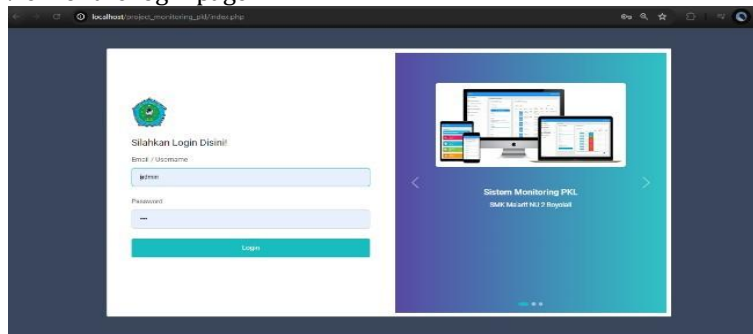 localhost/project_monitoring_pkl/index.php
Silahkan Login Disini!
Email / Username
admin
Password
Login
Sistem Monitoring PKL
SMK Ma'arif NU 2 Boyolali